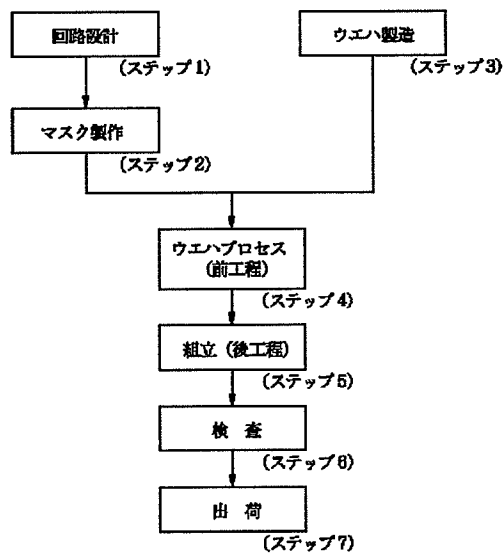 回路設計
(ステップ1)
ウエハ製造
(ステップ3)
マスク製作
(ステップ2)
ウエハプロセス
(前工程)
(ステップ4)
組立(後工程)
(ステップ5)
検 査
(ステップ6)
出 荷
(ステップ7)